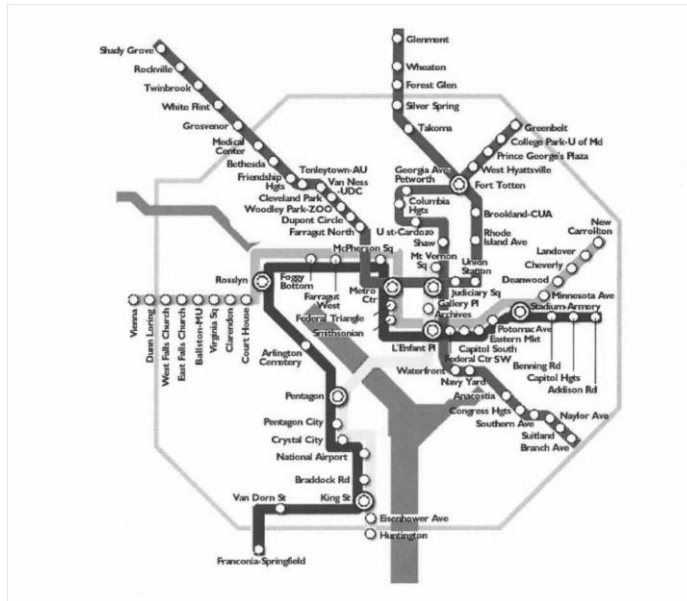 Glenmont
Shady Grove
Rockville
Wheaton
Twinbrook
Forest Glen
White Flint
Silver Spring
Grosvenor
Takoma
Greenbelt
College Park-U of Md
Medical
Center
Prince George's Plaza
Bethesda
Tenleytown-AU
Georgia Ave-
Petworth
West Hyattsville
Friendship
Hgts
Van Ness
-UDC
Fort Totten
Cleveland Park
Woodley Park-ZOO
Columbia
Hgts
Brookland-CUA
Dupont Circle
Farragut North
U st-Cardozo
Rhode
Island Ave
New
Carrollton
McPherson Sq
Shaw
Landover
Mt Vernon
Sq
Union
Station
Cheverly
Rosslyn
Foggy
Bottom
Deanwood
Farragut
West
Metro
Ctr
Judiciary Sq
Minnesota Ave
Gallery Pl
Stadium-Armory
Archives
Federal Triangle
Smithsonian
Potomac Ave
Eastern Mkt
Vienna
Dunn Loring
West Falls Church
East Falls Church
Ballston-MU
Virginia Sq
Clarendon
Court House
L'Enfant Pl
Capitol South
Federal Ctr SW
Arlington
Cemetery
Waterfront
Benning Rd
Navy Yard
Capitol Hgts
Addison Rd
Pentagon
Anacostia
Congress Hgts
Naylor Ave
Pentagon City
Southern Ave
Suitland
Crystal City
Branch Ave
National Airport
Braddock Rd
Van Dorn St
King St
Eisenhower Ave
Huntington
Franconia-Springfield